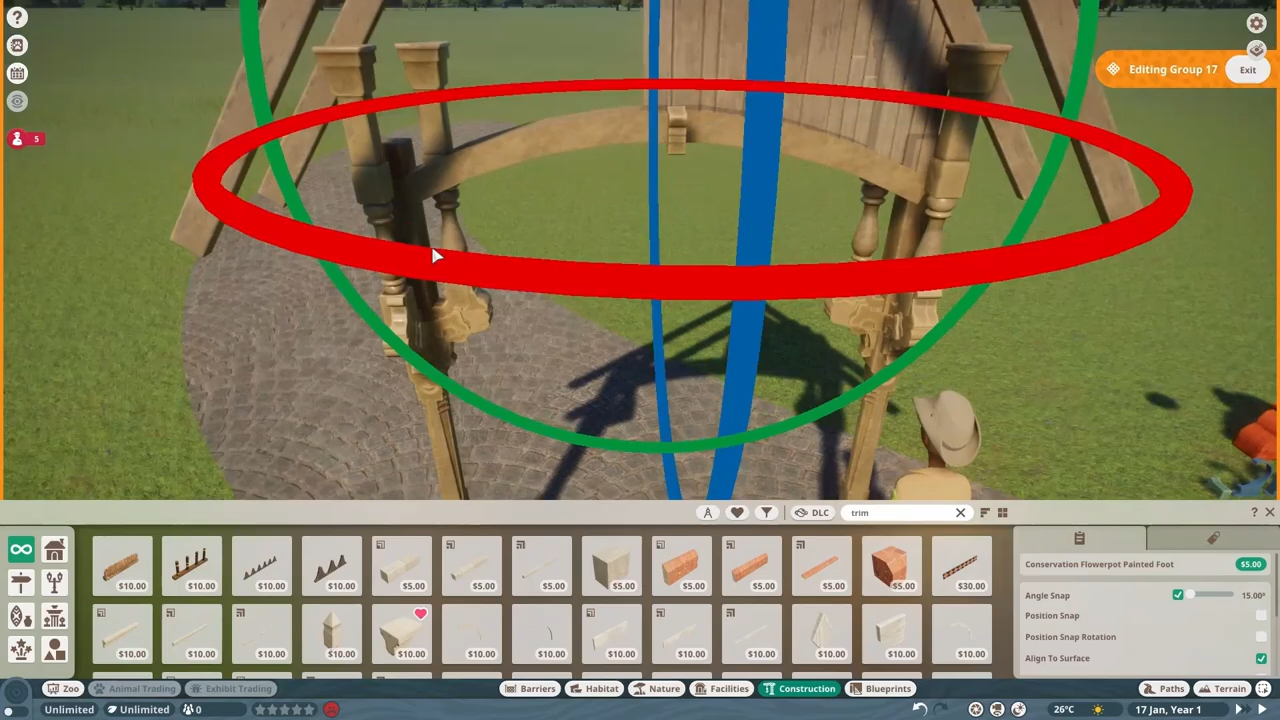 ?
Editing Group 17
Exit
5
DLC
trim
?
$10.00 $10.00 $10.00 $10.00 $5.00 $5.00 $5.00 $5.00 $5.00 $5.00 $5.00 $5.00 $30.00
$10.00 $10.00 $10.00 $10.00 $10.00 $10.00 $10.00 $10.00 $10.00 $10.00 $10.00 $10.00 $10.00
Conservation Flowerpot Painted Foot $5.00
Angle Snap 15.00°
Position Snap
Position Snap Rotation
Align To Surface
Zoo Animal Trading Exhibit Trading Barriers Habitat Nature Facilities Construction Blueprints Paths Terrain
Unlimited Unlimited 0 26°C 17 Jan, Year 1